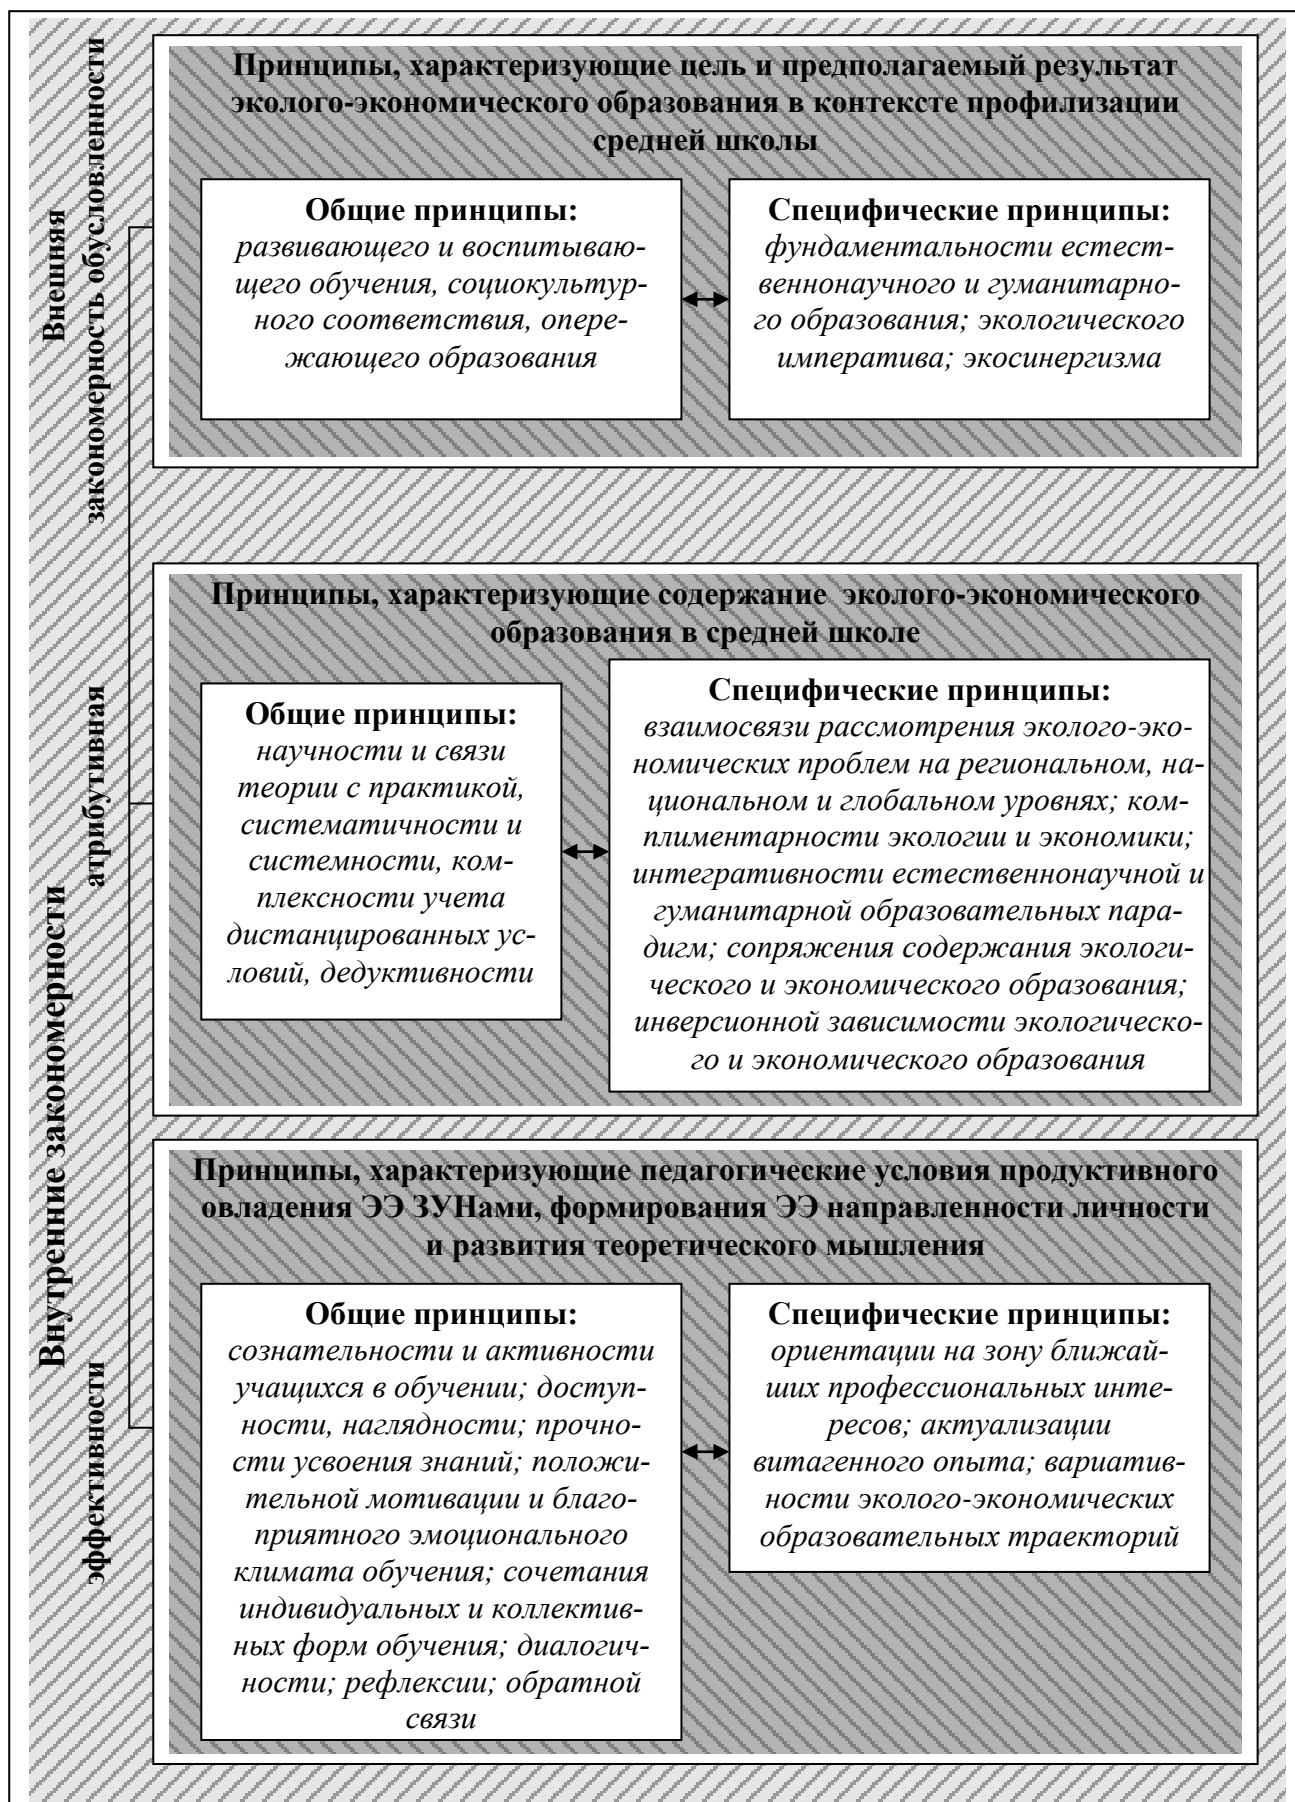 Внешняя
закономерность обусловленности
Принципы, характеризующие цель и предполагаемый результат
эколого-экономического образования в контексте профилизации
средней школы
Общие принципы:
развивающего и воспитываю-
щего обучения, социокультур-
ного соответствия, опере-
жающего образования
Специфические принципы:
фундаментальности естест-
веннонаучного и гуманитарно-
го образования; экологического
императива; экосинергизма
Внутренние закономерности
атрибутивная
Принципы, характеризующие содержание эколого-экономического
образования в средней школе
Общие принципы:
научности и связи
теории с практикой,
систематичности и
системности, ком-
плексности учета
дистанцированных ус-
ловий, дедуктивности
Специфические принципы:
взаимосвязи рассмотрения эколого-эко-
номических проблем на региональном, на-
циональном и глобальном уровнях; ком-
плиментарности экологии и экономики;
интегративности естественнонаучной и
гуманитарной образовательных пара-
дигм; сопряжения содержания экологи-
ческого и экономического образования;
инверсионной зависимости экологическо-
го и экономического образования
эффективности
Принципы, характеризующие педагогические условия продуктивного
овладения ЭЭ ЗУНами, формирования ЭЭ направленности личности
и развития теоретического мышления
Общие принципы:
сознательности и активности
учащихся в обучении; доступ-
ности, наглядности; прочно-
сти усвоения знаний; положи-
тельной мотивации и благо-
приятного эмоционального
климата обучения; сочетания
индивидуальных и коллектив-
ных форм обучения; диалогич-
ности; рефлексии; обратной
связи
Специфические принципы:
ориентации на зону ближай-
ших профессиональных инте-
ресов; актуализации
витагенного опыта; вариатив-
ности эколого-экономических
образовательных траекторий